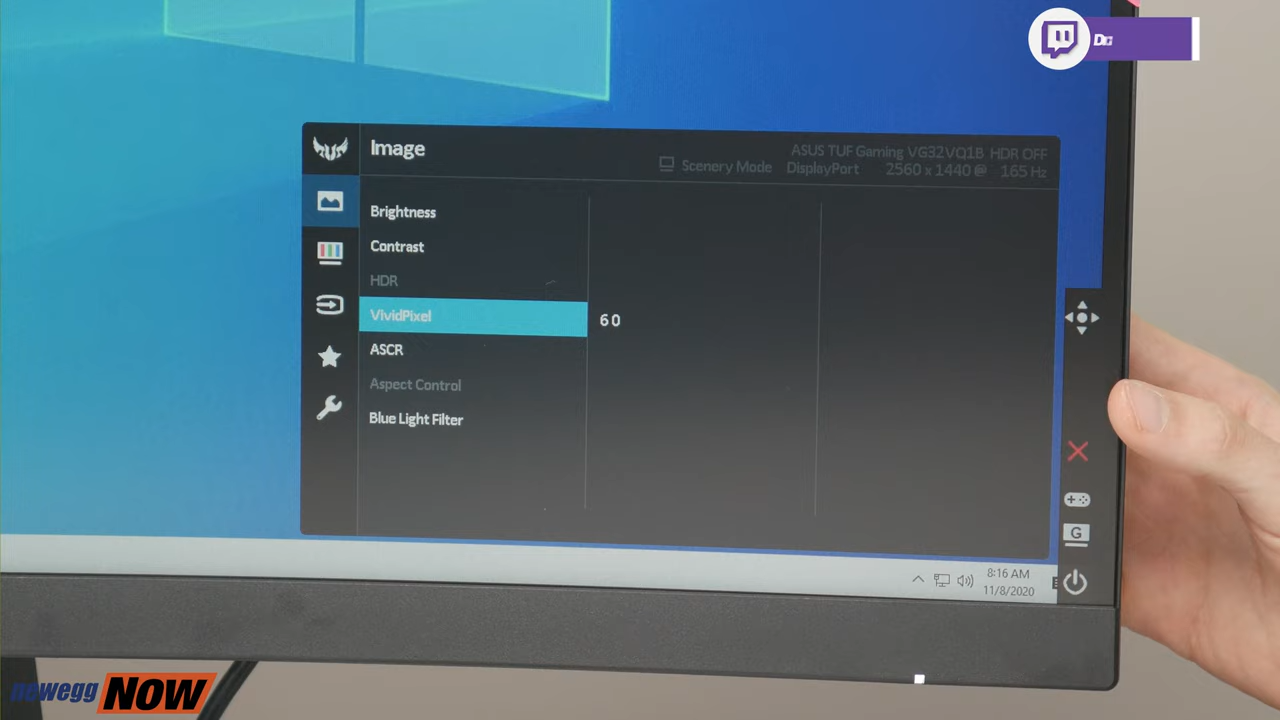 Image
ASUS TUF Gaming VG32VQ1B HDR OFF
Scenery Mode DisplayPort 2560 x 1440 @ 165 Hz
Brightness
Contrast
HDR
VividPixel 60
ASCR
Aspect Control
Blue Light Filter
G
8:16 AM
11/8/2020
newegg NOW